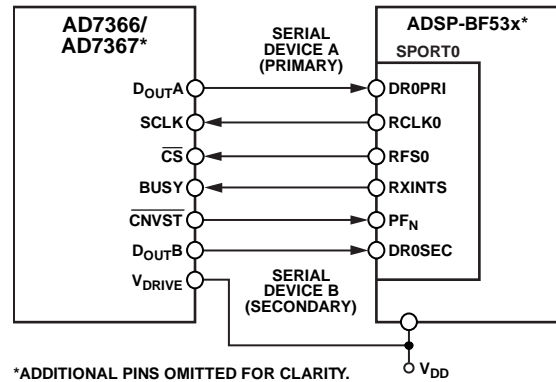 AD7366/
AD7367*
SERIAL
DEVICE A
(PRIMARY)
ADSP-BF53x*
SPORT0
DOUTA
DR0PRI
SCLK
RCLK0
CS
RFS0
BUSY
RXINTS
CNVST
PFN
DOUTB
DR0SEC
VDRIVE
SERIAL
DEVICE B
(SECONDARY)
VDD
*ADDITIONAL PINS OMITTED FOR CLARITY.